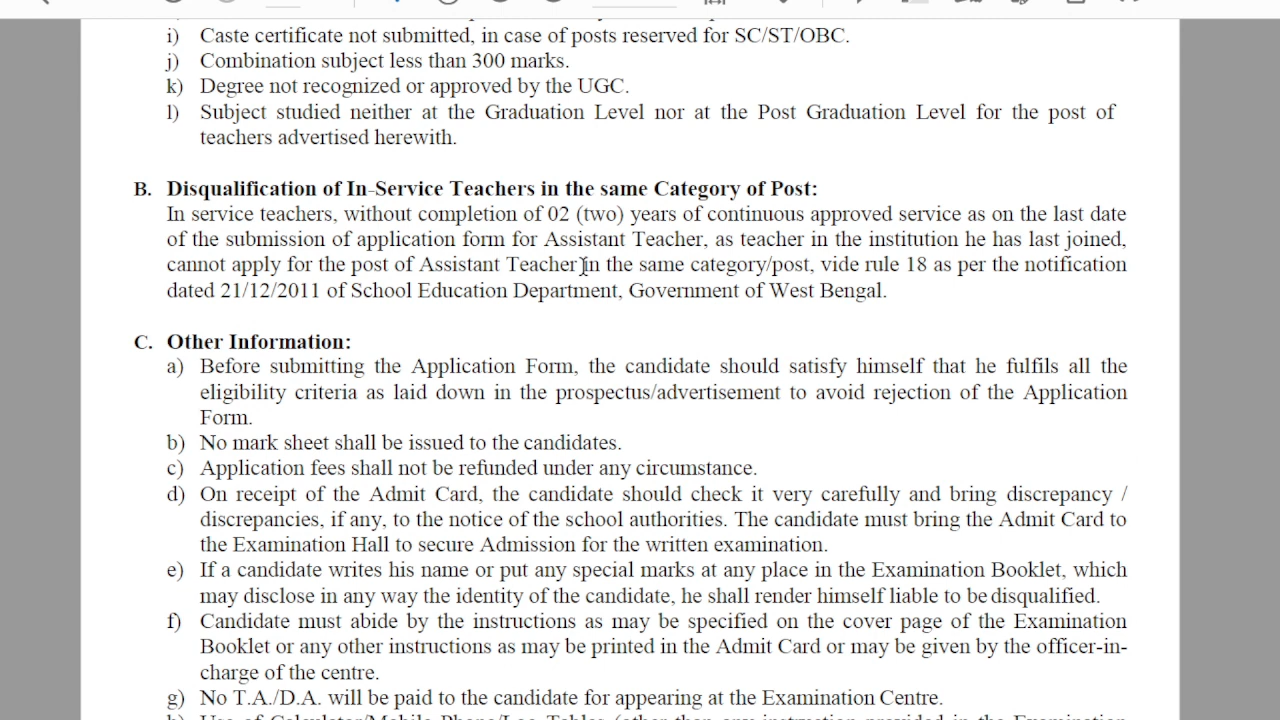 i) Caste certificate not submitted, in case of posts reserved for SC/ST/OBC.
j) Combination subject less than 300 marks.
k) Degree not recognized or approved by the UGC.
l) Subject studied neither at the Graduation Level nor at the Post Graduation Level for the post of
teachers advertised herewith.
B. Disqualification of In-Service Teachers in the same Category of Post:
In service teachers, without completion of 02 (two) years of continuous approved service as on the last date
of the submission of application form for Assistant Teacher, as teacher in the institution he has last joined,
cannot apply for the post of Assistant Teacher in the same category/post, vide rule 18 as per the notification
dated 21/12/2011 of School Education Department, Government of West Bengal.
C. Other Information:
a) Before submitting the Application Form, the candidate should satisfy himself that he fulfils all the
eligibility criteria as laid down in the prospectus/advertisement to avoid rejection of the Application
Form.
b) No mark sheet shall be issued to the candidates.
c) Application fees shall not be refunded under any circumstance.
d) On receipt of the Admit Card, the candidate should check it very carefully and bring discrepancy /
discrepancies, if any, to the notice of the school authorities. The candidate must bring the Admit Card to
the Examination Hall to secure Admission for the written examination.
e) If a candidate writes his name or put any special marks at any place in the Examination Booklet, which
may disclose in any way the identity of the candidate, he shall render himself liable to be disqualified.
f) Candidate must abide by the instructions as may be specified on the cover page of the Examination
Booklet or any other instructions as may be printed in the Admit Card or may be given by the officer-in-
charge of the centre.
g) No T.A./D.A. will be paid to the candidate for appearing at the Examination Centre.
h) Use of Calculator/Mobile Phone/Log Tables (other than any instruction provided in the Examination